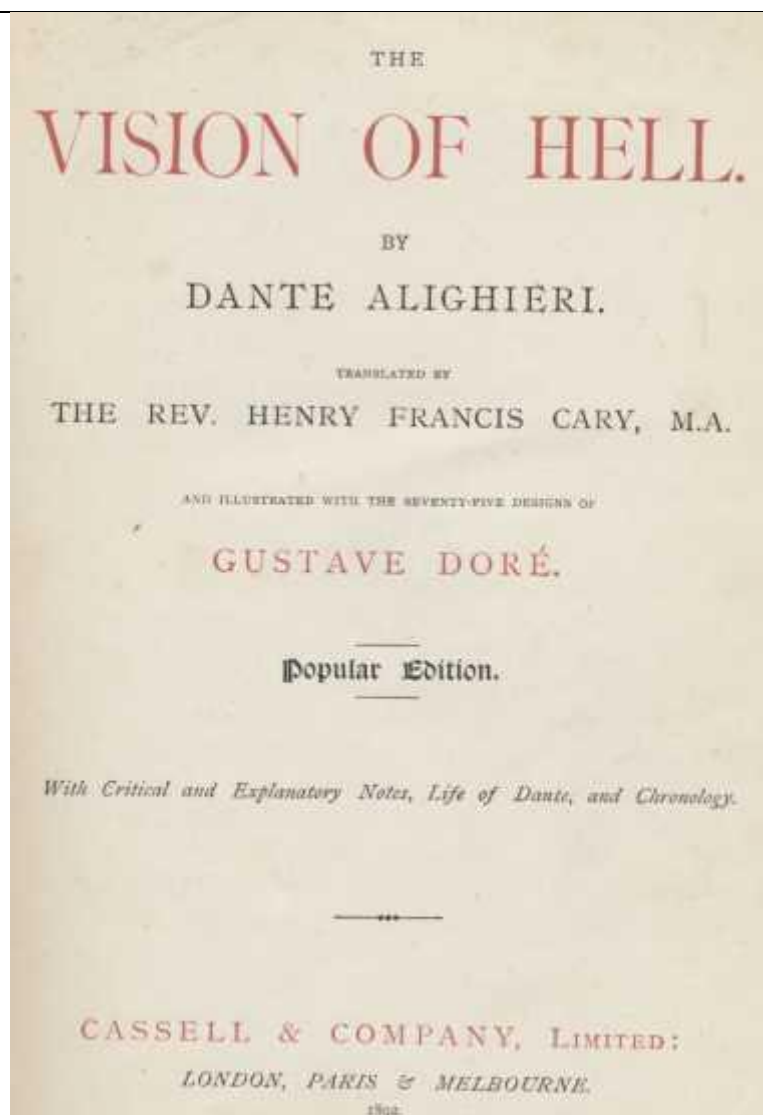 THE
VISION OF HELL.
BY
DANTE ALIGHIERI.
TRANSLATED BY
THE REV. HENRY FRANCIS CARY, M.A.
AND ILLUSTRATED WITH THE SEVENTY-FIVE DESIGNS OF
GUSTAVE DORÉ.
Popular Edition.
With Critical and Explanatory Notes, Life of Dante, and Chronology.
CASSELL & COMPANY, LIMITED:
LONDON, PARIS & MELBOURNE.
1892